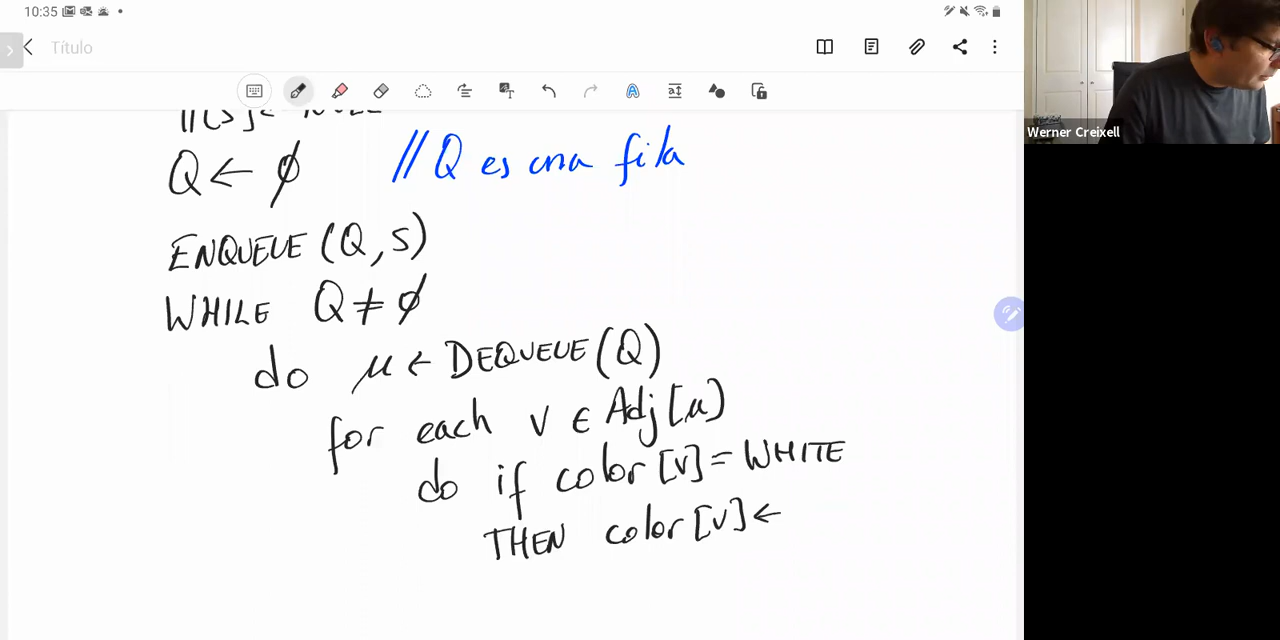 10:35
Título
Werner Creixell
Π[S] ← NULL
Q ← ∅ // Q es una fila
ENQUEUE (Q, S)
WHILE Q ≠ ∅
do μ ← DEQUEUE (Q)
for each v ∈ Adj[μ]
do if color [v] = WHITE
THEN color [v] ←